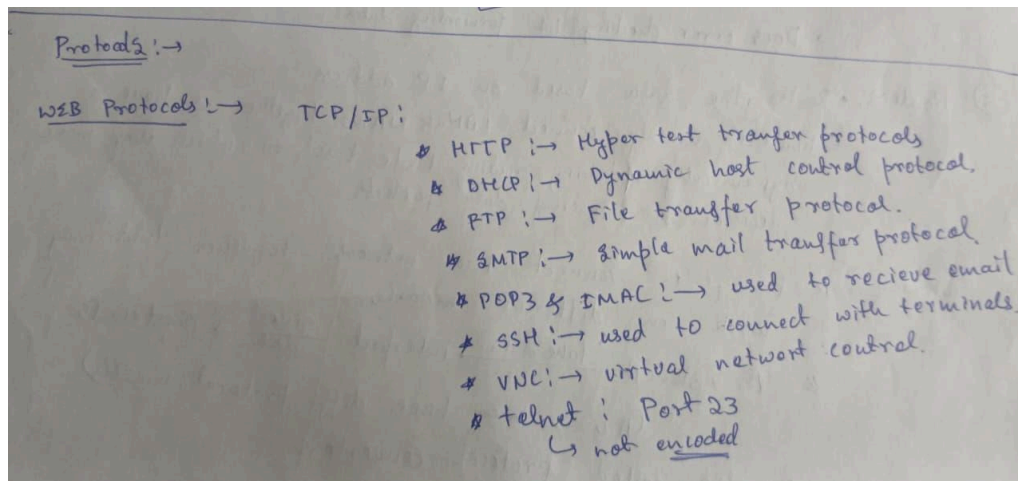 Protocols :→
WEB Protocols :→ TCP/IP :
* HTTP :→ Hyper text tranfer protocols
* DHCP :→ Dynamic host control protocol.
* FTP :→ File transfer protocol.
* SMTP :→ Simple mail transfer protocol
* POP3 & IMAC :→ used to recieve email
* SSH :→ used to connect with terminals.
* VNC :→ virtual networt control.
* telnet : Port 23
↳ not encoded